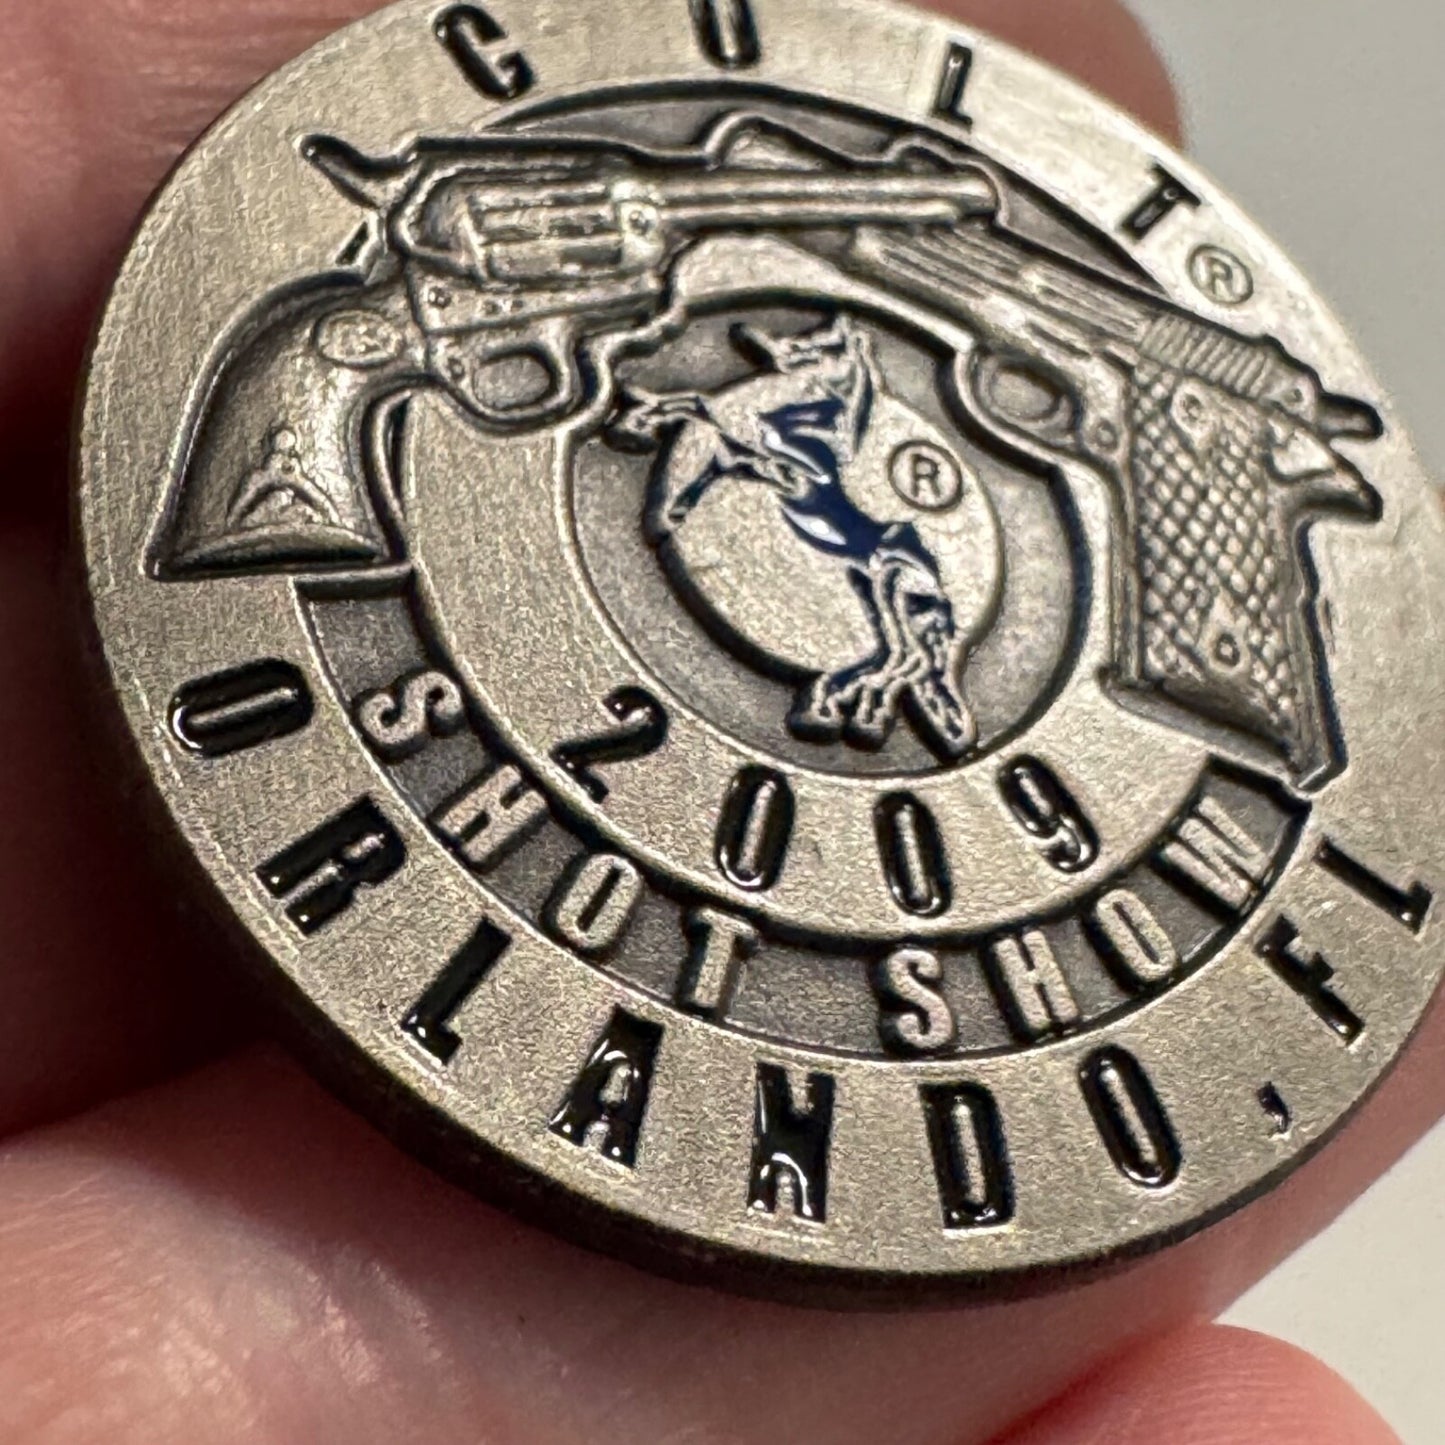 COLT®
®
2009
SHOT SHOW
ORLANDO, FL